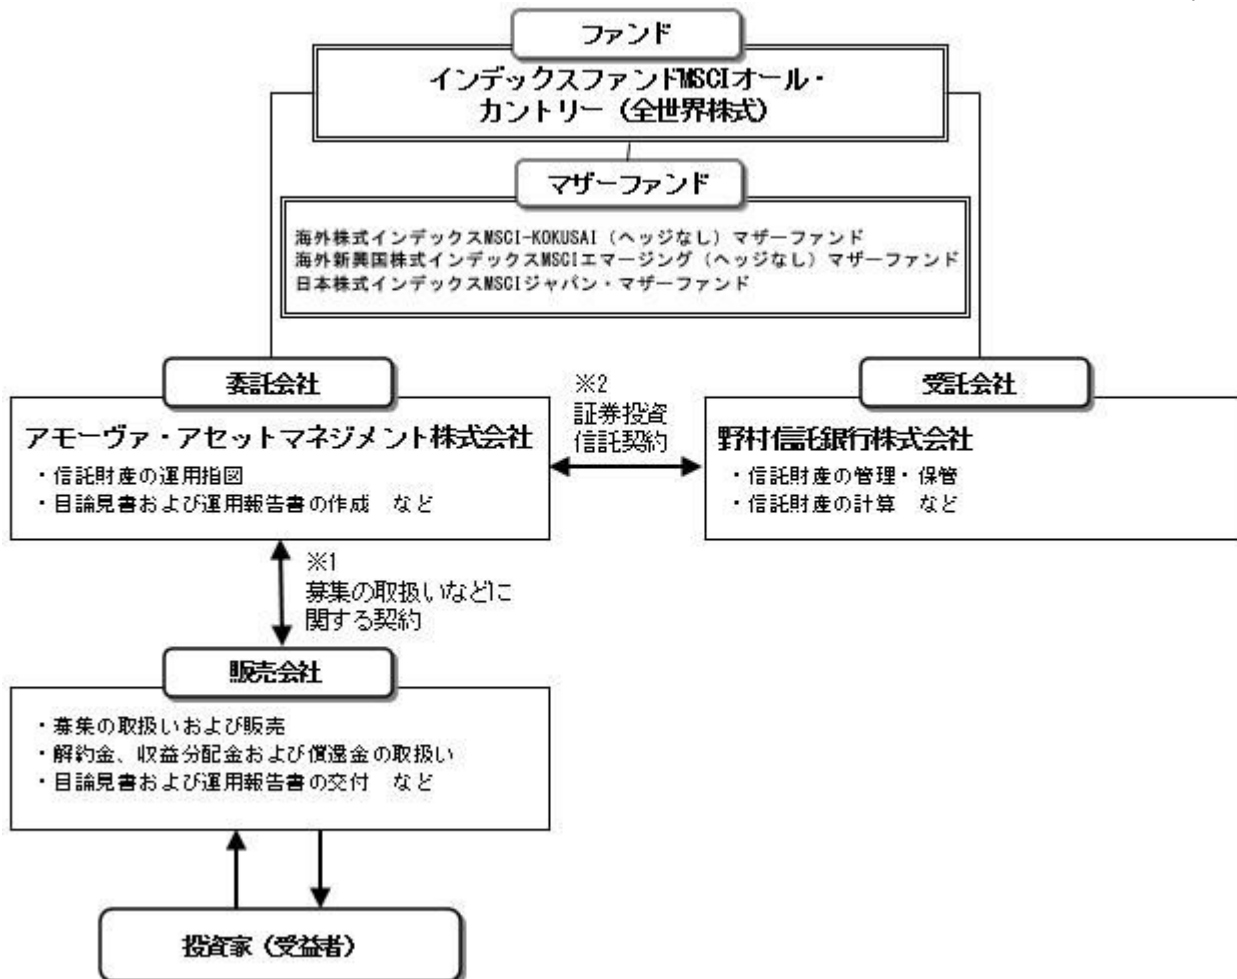 ファンド
インデックスファンドMSCIオール・
カントリー（全世界株式）
マザーファンド
海外株式インデックスMSCI-KOKUSAI（ヘッジなし）マザーファンド
海外新興国株式インデックスMSCIエマージング（ヘッジなし）マザーファンド
日本株式インデックスMSCIジャパン・マザーファンド
委託会社
アモーヴァ・アセットマネジメント株式会社
・信託財産の運用指図
・目論見書および運用報告書の作成　など
※2
証券投資
信託契約
受託会社
野村信託銀行株式会社
・信託財産の管理・保管
・信託財産の計算　など
※1
募集の取扱いなどに
関する契約
販売会社
・募集の取扱いおよび販売
・解約金、収益分配金および償還金の取扱い
・目論見書および運用報告書の交付　など
投資家（受益者）